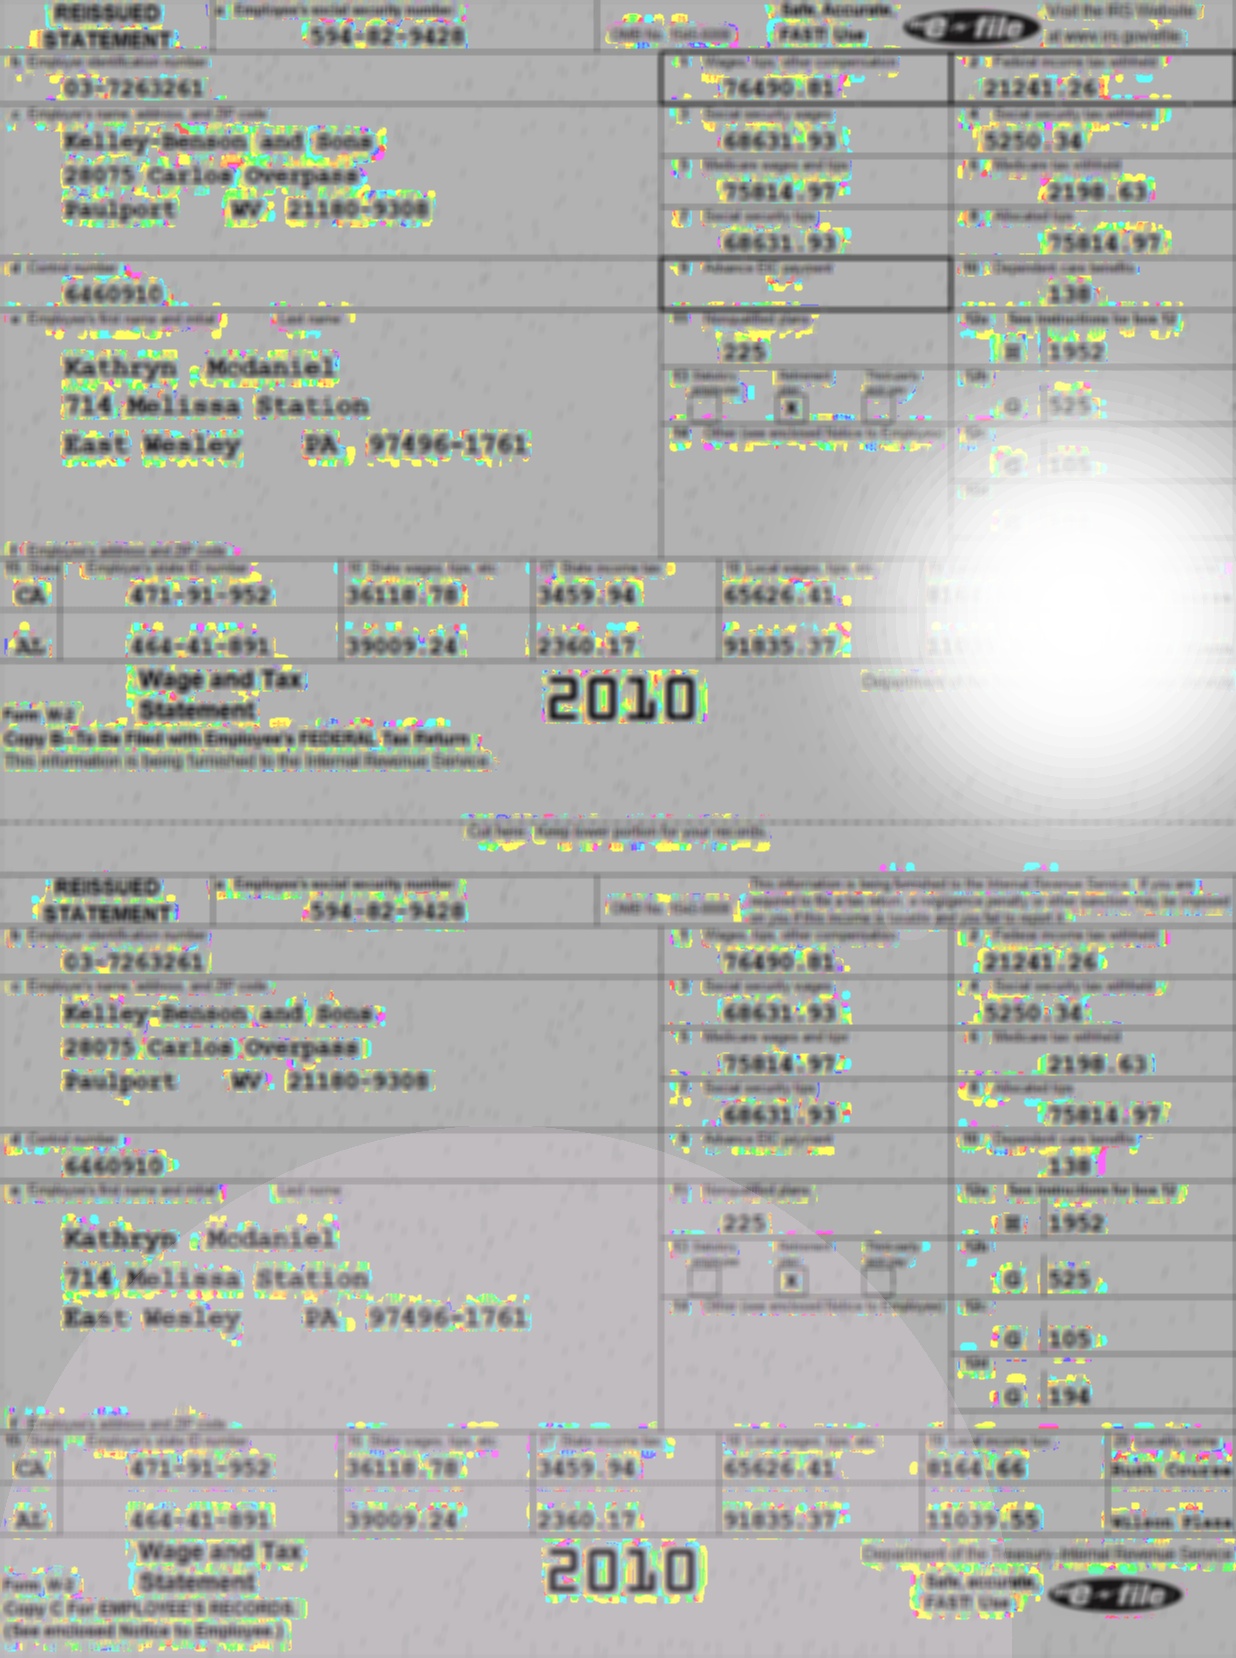 REISSUED STATEMENT
a Employee's social security number
594-82-9428
Safe, Accurate, FAST! Use
e-file
Visit the IRS Website at www.irs.gov/efile
b Employer identification number
03-7263261
1 Wages, tips, other compensation
76490.81
2 Federal income tax withheld
21241.26
c Employer's name, address, and ZIP code
Kelley-Benson and Sons
28075 Carlos Overpass
Paulport WV 21180-9308
3 Social security wages
68631.93
4 Social security tax withheld
5250.34
5 Medicare wages and tips
75814.97
6 Medicare tax withheld
2198.63
7 Social security tips
68631.93
8 Allocated tips
75814.97
d Control number
6460910
9 Advance EIC payment
10 Dependent care benefits
138
e Employee's first name and initial Last name
Kathryn Mcdaniel
714 Melissa Station
East Wesley PA 97496-1761
11 Nonqualified plans
225
12a See instructions for box 12
H 1952
13 Statutory employee Retirement plan Third-party sick pay
X
12b
G 525
14 Other (see enclosed Notice to Employee)
12c
G 105
f Employee's address and ZIP code
15 State Employer's state ID number
16 State wages, tips, etc.
17 State income tax
18 Local wages, tips, etc.
CA 471-91-952 36118.78 3459.94 65626.41
AL 464-41-891 39009.24 2360.17 91835.37
Wage and Tax Statement
2010
Form W-2
Copy B-To Be Filed with Employee's FEDERAL Tax Return
This information is being furnished to the Internal Revenue Service.
Cut here. Keep lower portion for your records.
REISSUED STATEMENT
a Employee's social security number
594-82-9428
This information is being furnished to the Internal Revenue Service. If you are required to file a tax return, a negligence penalty or other sanction may be imposed on you if this income is taxable and you fail to report it.
b Employer identification number
03-7263261
1 Wages, tips, other compensation
76490.81
2 Federal income tax withheld
21241.26
c Employer's name, address, and ZIP code
Kelley-Benson and Sons
28075 Carlos Overpass
Paulport WV 21180-9308
3 Social security wages
68631.93
4 Social security tax withheld
5250.34
5 Medicare wages and tips
75814.97
6 Medicare tax withheld
2198.63
7 Social security tips
68631.93
8 Allocated tips
75814.97
d Control number
6460910
9 Advance EIC payment
10 Dependent care benefits
138
e Employee's first name and initial Last name
Kathryn Mcdaniel
714 Melissa Station
East Wesley PA 97496-1761
11 Nonqualified plans
225
12a See instructions for box 12
H 1952
13 Statutory employee Retirement plan Third-party sick pay
X
12b
G 525
14 Other (see enclosed Notice to Employee)
12c
G 105
12d
G 194
f Employee's address and ZIP code
15 State Employer's state ID number
16 State wages, tips, etc.
17 State income tax
18 Local wages, tips, etc.
19 Local income tax
20 Locality name
CA 471-91-952 36118.78 3459.94 65626.41 8164.66 Rush Course
AL 464-41-891 39009.24 2360.17 91835.37 11039.55 Wilson Plaza
Wage and Tax Statement
2010
Department of the Treasury-Internal Revenue Service
Form W-2
Copy C For EMPLOYEE'S RECORDS
(See enclosed Notice to Employee.)
Safe, accurate, FAST! Use
e-file